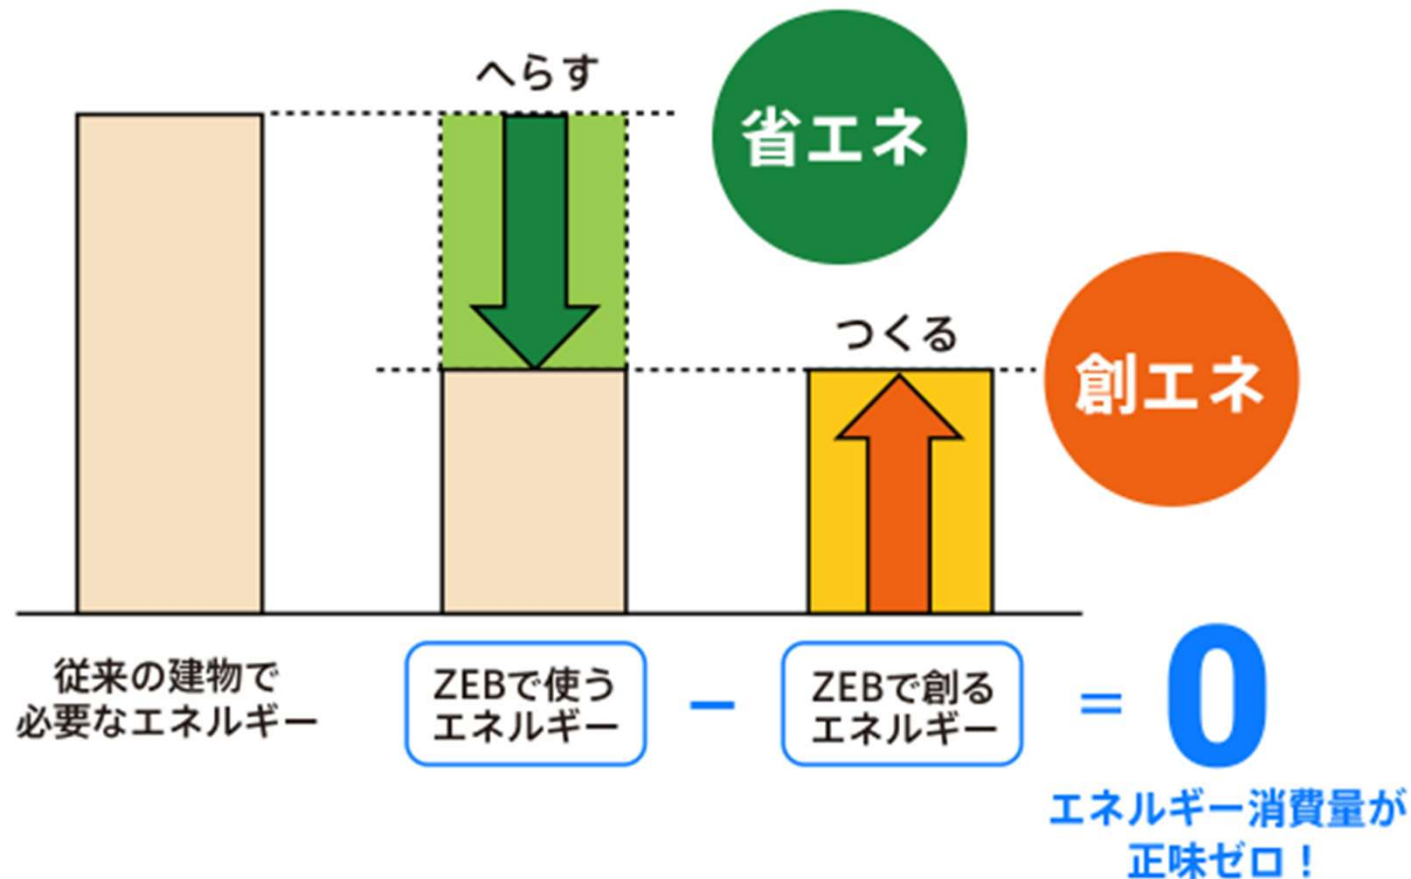 へらす
省エネ
つくる
創エネ
従来の建物で
必要なエネルギー
ZEBで使う
エネルギー
−
ZEBで創る
エネルギー
=
0
エネルギー消費量が
正味ゼロ！